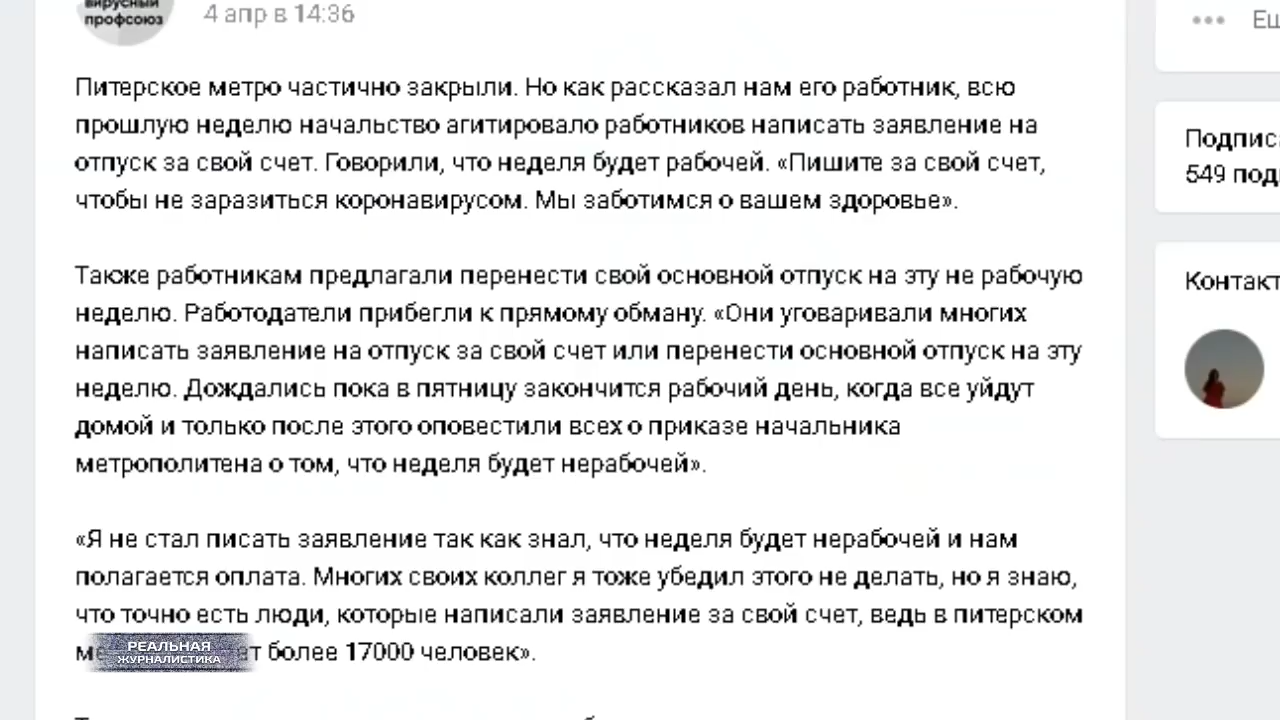 вирусный
профсоюз
4 апр в 14:36
Питерское метро частично закрыли. Но как рассказал нам его работник, всю
прошлую неделю начальство агитировало работников написать заявление на
отпуск за свой счет. Говорили, что неделя будет рабочей. «Пишите за свой счет,
чтобы не заразиться коронавирусом. Мы заботимся о вашем здоровье».
Также работникам предлагали перенести свой основной отпуск на эту не рабочую
неделю. Работодатели прибегли к прямому обману. «Они уговаривали многих
написать заявление на отпуск за свой счет или перенести основной отпуск на эту
неделю. Дождались пока в пятницу закончится рабочий день, когда все уйдут
домой и только после этого оповестили всех о приказе начальника
метрополитена о том, что неделя будет нерабочей».
«Я не стал писать заявление так как знал, что неделя будет нерабочей и нам
полагается оплата. Многих своих коллег я тоже убедил этого не делать, но я знаю,
что точно есть люди, которые написали заявление за свой счет, ведь в питерском
более 17000 человек».
РЕАЛЬНАЯ
ЖУРНАЛИСТИКА
Подпис
549 под
Контакт